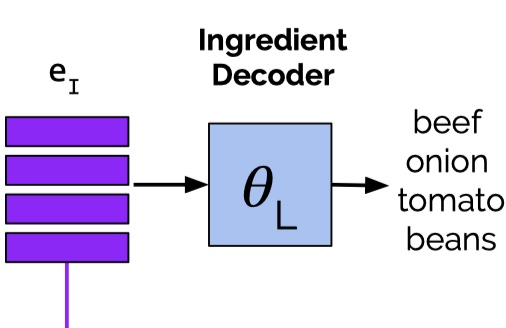 Ingredient
Decoder
e_I
θ_L
beef
onion
tomato
beans